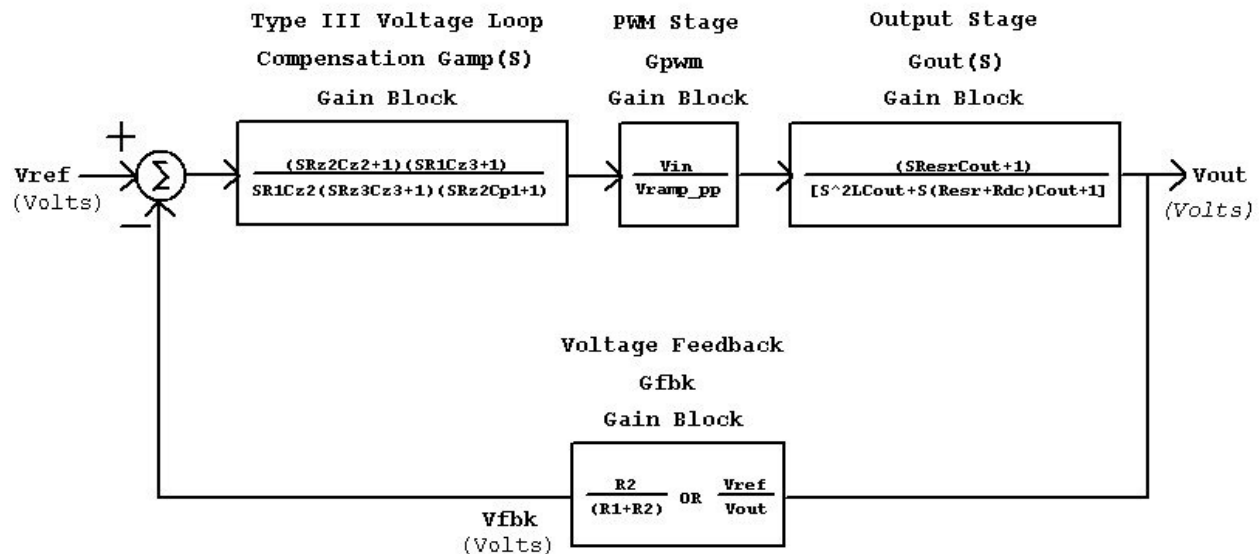 Type III Voltage Loop
Compensation Gamp(S)
Gain Block
PWM Stage
Gpwm
Gain Block
Output Stage
Gout(S)
Gain Block
+
Vref
(Volts)
Σ
−
(SRz2Cz2+1)(SR1Cz3+1)
SR1Cz2(SRz3Cz3+1)(SRz2Cp1+1)
Vin
Vramp_pp
(SResrCout+1)
[S^2LCout+S(Resr+Rdc)Cout+1]
Vout
(Volts)
Voltage Feedback
Gfbk
Gain Block
R2
(R1+R2)
OR
Vref
Vout
Vfbk
(Volts)